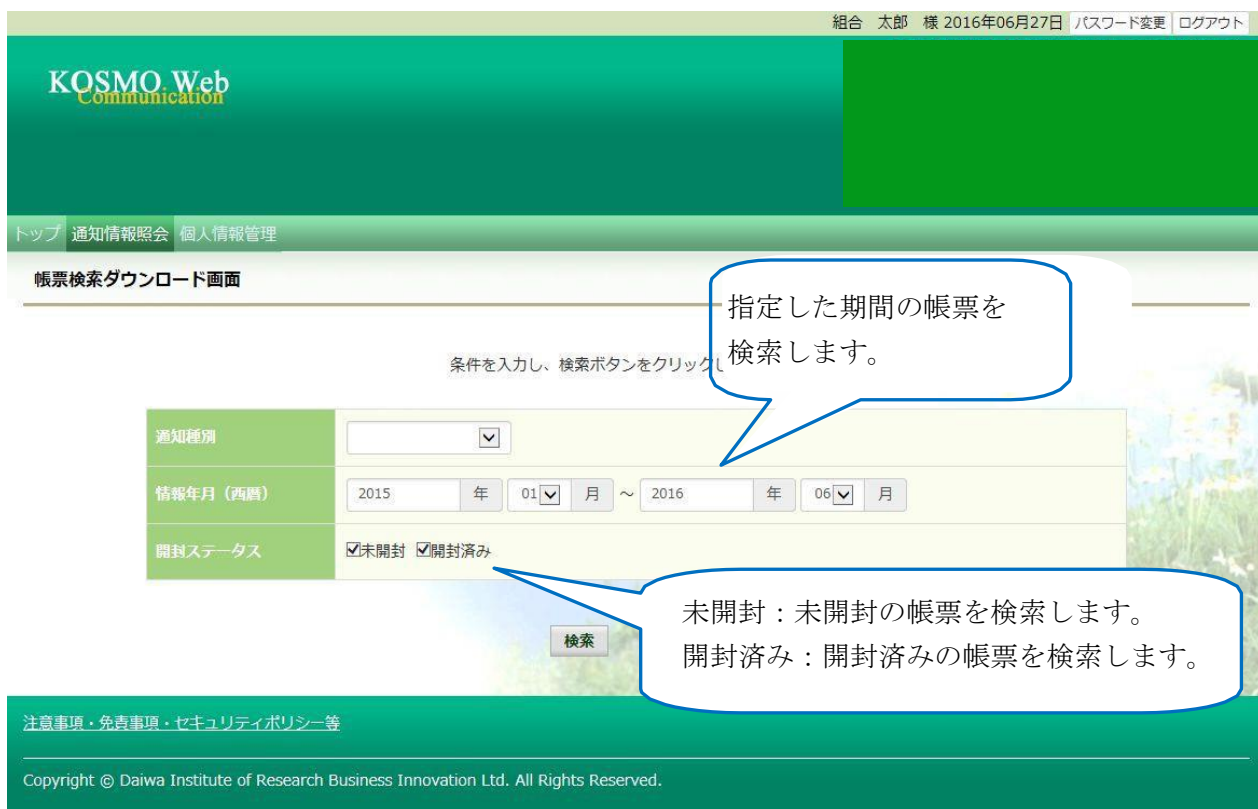 組合　太郎　様 2016年06月27日 パスワード変更 ログアウト
KOSMO Web
Communication
トップ 通知情報照会 個人情報管理
帳票検索ダウンロード画面
指定した期間の帳票を
検索します。
条件を入力し、検索ボタンをクリックし
通知種別
情報年月（西暦） 2015 年 01 月 ～ 2016 年 06 月
開封ステータス 未開封 開封済み
未開封：未開封の帳票を検索します。
開封済み：開封済みの帳票を検索します。
検索
注意事項・免責事項・セキュリティポリシー等
Copyright © Daiwa Institute of Research Business Innovation Ltd. All Rights Reserved.